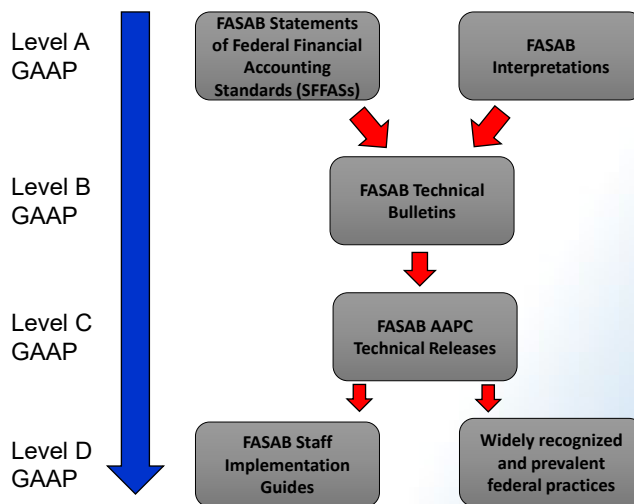 Level A
GAAP
FASAB Statements
of Federal Financial
Accounting
Standards (SFFASs)
FASAB
Interpretations
Level B
GAAP
FASAB Technical
Bulletins
Level C
GAAP
FASAB AAPC
Technical Releases
Level D
GAAP
FASAB Staff
Implementation
Guides
Widely recognized
and prevalent
federal practices